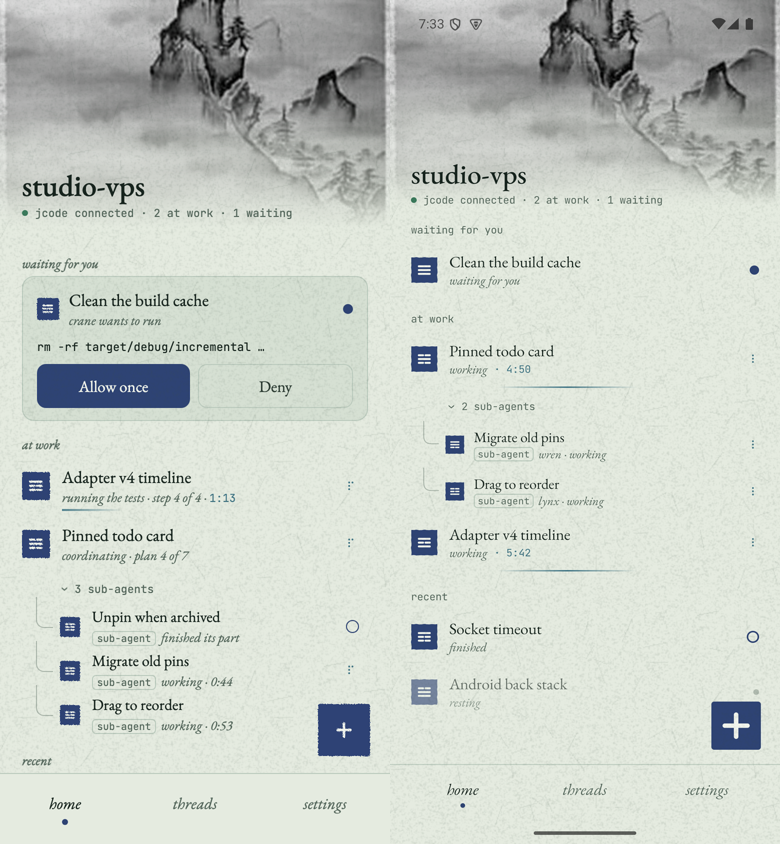 studio-vps
jcode connected · 2 at work · 1 waiting
waiting for you
Clean the build cache
crane wants to run
rm -rf target/debug/incremental …
Allow once
Deny
at work
Adapter v4 timeline
running the tests · step 4 of 4 · 1:13
Pinned todo card
coordinating · plan 4 of 7
3 sub-agents
Unpin when archived
sub-agent finished its part
Migrate old pins
sub-agent working · 0:44
Drag to reorder
sub-agent working · 0:53
+
recent
home
threads
settings
7:33
studio-vps
jcode connected · 2 at work · 1 waiting
waiting for you
Clean the build cache
waiting for you
at work
Pinned todo card
working · 4:50
2 sub-agents
Migrate old pins
sub-agent wren · working
Drag to reorder
sub-agent lynx · working
Adapter v4 timeline
working · 5:42
recent
Socket timeout
finished
Android back stack
resting
+
home
threads
settings